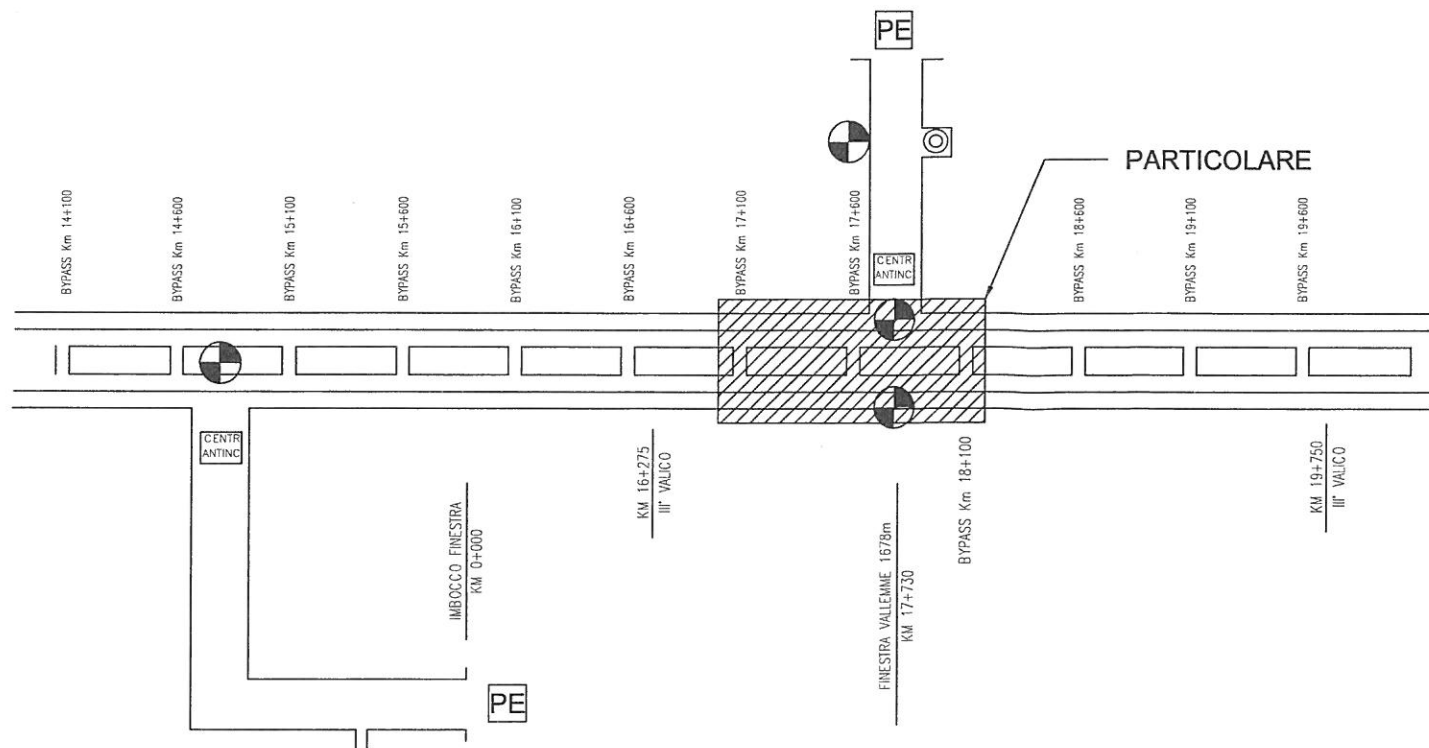 PE
PARTICOLARE
BYPASS Km 14+100
BYPASS Km 14+600
BYPASS Km 15+100
BYPASS Km 15+600
BYPASS Km 16+100
BYPASS Km 16+600
BYPASS Km 17+100
BYPASS Km 17+600
CENTR
ANTINC
BYPASS Km 18+600
BYPASS Km 19+100
BYPASS Km 19+600
CENTR
ANTINC
IMBOCCO FINESTRA
KM 0+000
KM 16+275
III° VALICO
FINESTRA VALLEMME 1678m
KM 17+730
BYPASS Km 18+100
KM 19+750
III° VALICO
PE